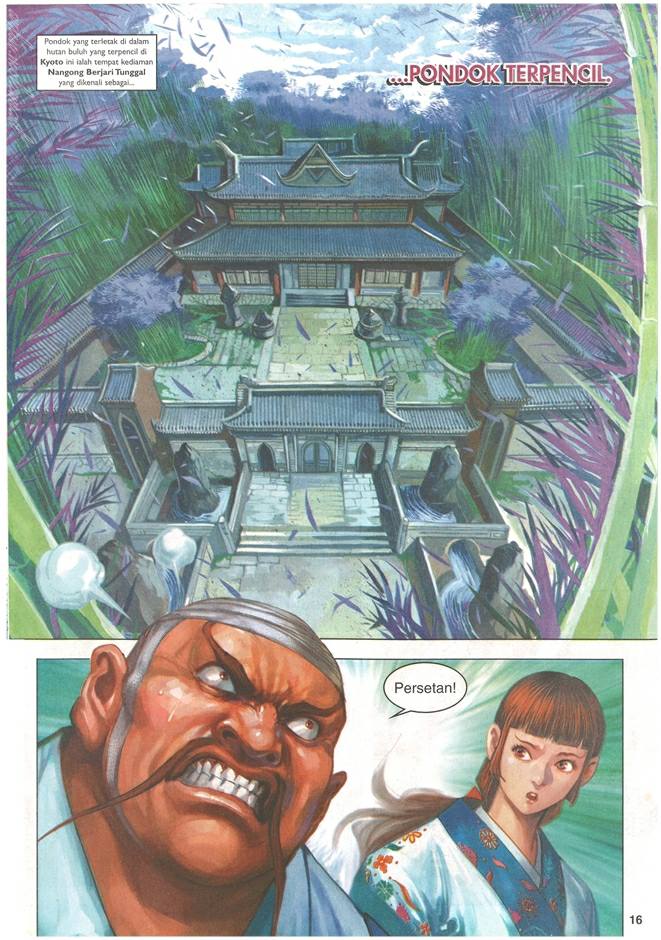 Pondok yang terletak di dalam
hutan buluh yang terpencil di
Kyoto ini ialah tempat kediaman
Nangong Berjari Tunggal
yang dikenali sebagai...
...!PONDOK TERPENCIL.
Persetan!
16